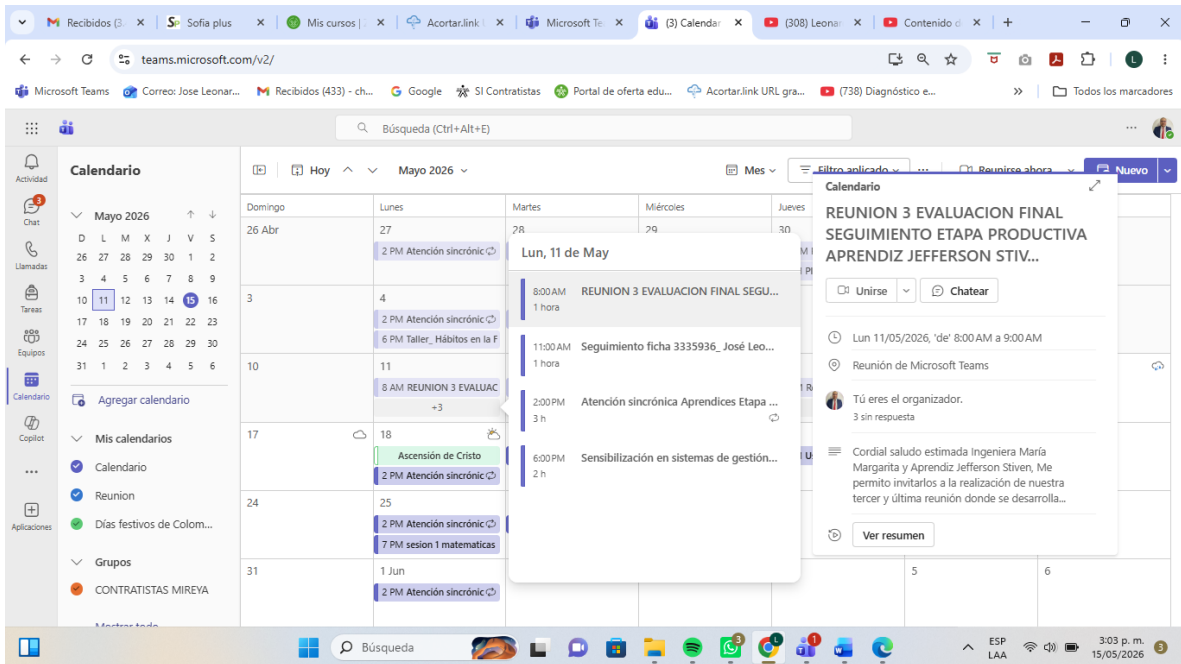 Recibidos (3
Sofia plus
Mis cursos |
Acortar.link
Microsoft Te
(3) Calendar
(308) Leonar
Contenido d
teams.microsoft.com/v2/
Microsoft Teams
Correo: Jose Leonar...
Recibidos (433) - ch...
Google
SI Contratistas
Portal de oferta edu...
Acortar.link URL gra...
(738) Diagnóstico e...
Todos los marcadores
Búsqueda (Ctrl+Alt+E)
Actividad
Chat
3
Llamadas
Tareas
Equipos
Calendario
Copilot
Aplicaciones
Calendario
Mayo 2026
D L M X J V S
26 27 28 29 30 1 2
3 4 5 6 7 8 9
10 11 12 13 14 15 16
17 18 19 20 21 22 23
24 25 26 27 28 29 30
31 1 2 3 4 5 6
Agregar calendario
Mis calendarios
Calendario
Reunion
Días festivos de Colom...
Grupos
CONTRATISTAS MIREYA
Mostrar todo
Hoy
Mayo 2026
Mes
Filtro aplicado
Reunirse ahora
Nuevo
Domingo Lunes Martes Miércoles Jueves
26 Abr 27 28 29 30
2 PM Atención sincrónic
3 4
2 PM Atención sincrónic
6 PM Taller_ Hábitos en la F
10 11
8 AM REUNION 3 EVALUAC
+3
17 18
Ascensión de Cristo
2 PM Atención sincrónic
24 25
2 PM Atención sincrónic
7 PM sesion 1 matematicas
31 1 Jun 5 6
2 PM Atención sincrónic
Lun, 11 de May
8:00 AM REUNION 3 EVALUACION FINAL SEGU...
1 hora
11:00 AM Seguimiento ficha 3335936_ José Leo...
1 hora
2:00 PM Atención sincrónica Aprendices Etapa ...
3 h
6:00 PM Sensibilización en sistemas de gestión...
2 h
Calendario
REUNION 3 EVALUACION FINAL
SEGUIMIENTO ETAPA PRODUCTIVA
APRENDIZ JEFFERSON STIV...
Unirse
Chatear
Lun 11/05/2026, 'de' 8:00 AM a 9:00 AM
Reunión de Microsoft Teams
Tú eres el organizador.
3 sin respuesta
Cordial saludo estimada Ingeniera María
Margarita y Aprendiz Jefferson Stiven, Me
permito invitarlos a la realización de nuestra
tercer y última reunión donde se desarrolla...
Ver resumen
Búsqueda
3
1
ESP
LAA
3:03 p. m.
15/05/2026
3